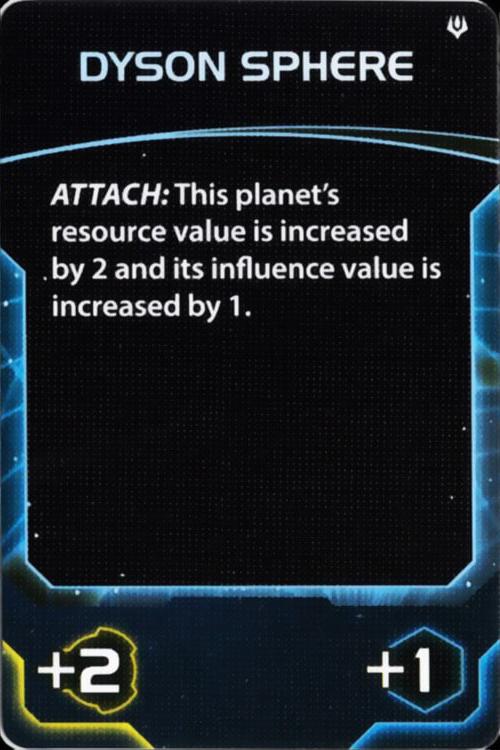 DYSON SPHERE
ATTACH: This planet's
resource value is increased
by 2 and its influence value is
increased by 1.
+2 +1